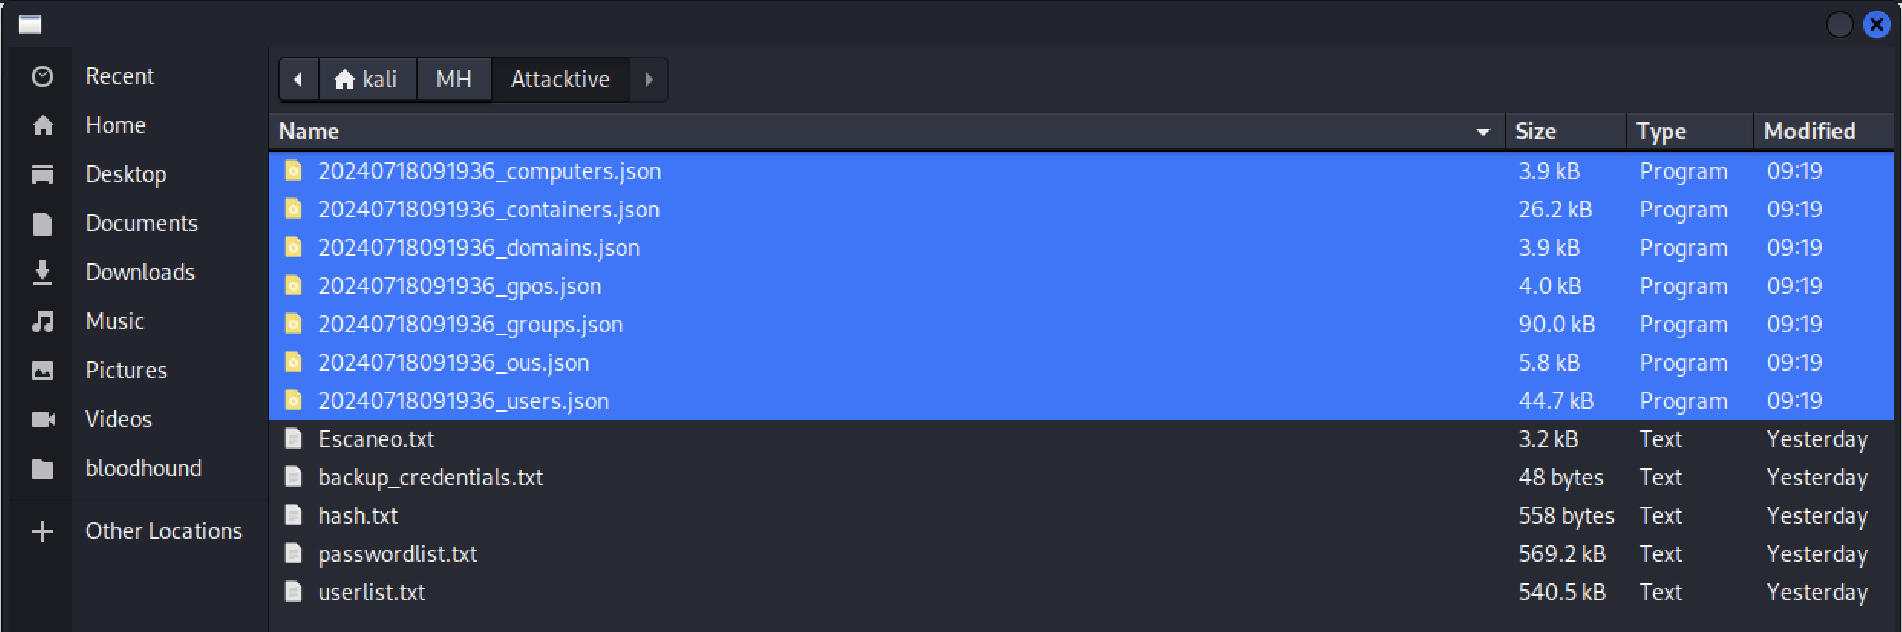 Recent
Home
Desktop
Documents
Downloads
Music
Pictures
Videos
bloodhound
Other Locations
kali MH Attacktive
Name Size Type Modified
20240718091936_computers.json 3.9 kB Program 09:19
20240718091936_containers.json 26.2 kB Program 09:19
20240718091936_domains.json 3.9 kB Program 09:19
20240718091936_gpos.json 4.0 kB Program 09:19
20240718091936_groups.json 90.0 kB Program 09:19
20240718091936_ous.json 5.8 kB Program 09:19
20240718091936_users.json 44.7 kB Program 09:19
Escaneo.txt 3.2 kB Text Yesterday
backup_credentials.txt 48 bytes Text Yesterday
hash.txt 558 bytes Text Yesterday
passwordlist.txt 569.2 kB Text Yesterday
userlist.txt 540.5 kB Text Yesterday